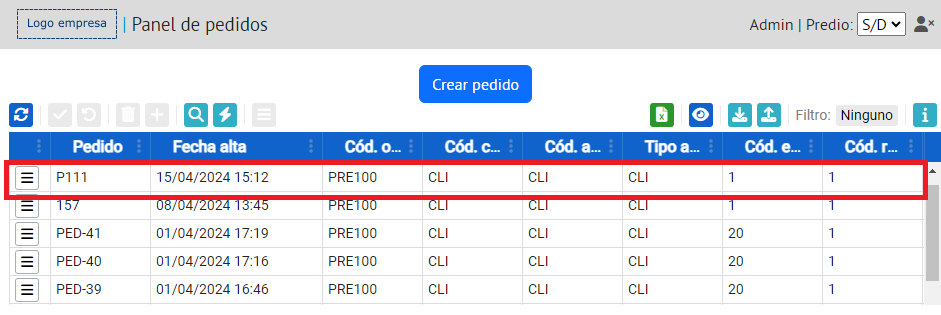 Logo empresa | Panel de pedidos Admin | Predio: S/D
Crear pedido
Filtro: Ninguno
Pedido Fecha alta Cód. o... Cód. c... Cód. a... Tipo a... Cód. e... Cód. r...
P111 15/04/2024 15:12 PRE100 CLI CLI CLI 1 1
157 08/04/2024 13:45 PRE100 CLI CLI CLI 1 1
PED-41 01/04/2024 17:19 PRE100 CLI CLI CLI 20 1
PED-40 01/04/2024 17:16 PRE100 CLI CLI CLI 20 1
PED-39 01/04/2024 16:46 PRE100 CLI CLI CLI 20 1